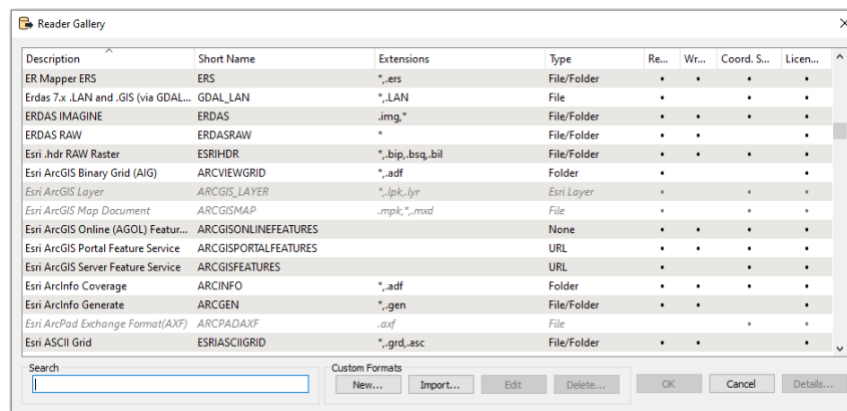 Reader Gallery
Description Short Name Extensions Type Re... Wr... Coord. S... Licen...
ER Mapper ERS ERS *,.ers File/Folder • • • •
Erdas 7.x .LAN and .GIS (via GDAL... GDAL_LAN *,.LAN File • • •
ERDAS IMAGINE ERDAS .img,* File/Folder • • • •
ERDAS RAW ERDASRAW * File/Folder • • •
Esri .hdr RAW Raster ESRIHDR *,.bip,.bsq,.bil File/Folder • • • •
Esri ArcGIS Binary Grid (AIG) ARCVIEWGRID *,.adf Folder • •
Esri ArcGIS Layer ARCGIS_LAYER *,.lpk,.lyr Esri Layer • • •
Esri ArcGIS Map Document ARCGISMAP .mpk,*,.mxd File • • •
Esri ArcGIS Online (AGOL) Featur... ARCGISONLINEFEATURES None • • • •
Esri ArcGIS Portal Feature Service ARCGISPORTALFEATURES URL • • • •
Esri ArcGIS Server Feature Service ARCGISFEATURES URL • • •
Esri ArcInfo Coverage ARCINFO *,.adf Folder • • • •
Esri ArcInfo Generate ARCGEN *,.gen File/Folder • • •
Esri ArcPad Exchange Format(AXF) ARCPADAXF .axf File • •
Esri ASCII Grid ESRIASCIIGRID *,.grd,.asc File/Folder • • •
Search Custom Formats
New... Import... Edit Delete... OK Cancel Details...